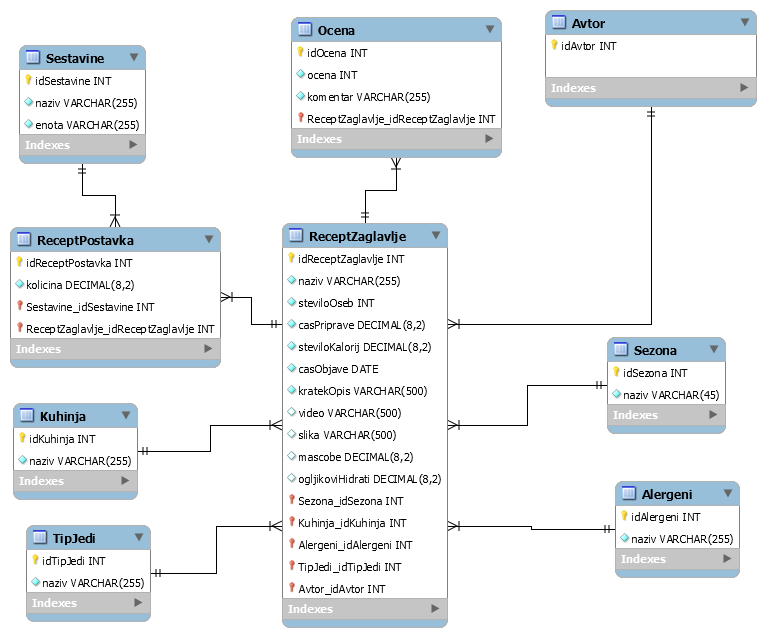 Sestavine
idSestavine INT
naziv VARCHAR(255)
enota VARCHAR(255)
Indexes
Ocena
idOcena INT
ocena INT
komentar VARCHAR(255)
ReceptZaglavlje_idReceptZaglavlje INT
Indexes
Avtor
idAvtor INT
Indexes
ReceptPostavka
idReceptPostavka INT
kolicina DECIMAL(8,2)
Sestavine_idSestavine INT
ReceptZaglavlje_idReceptZaglavlje INT
Indexes
ReceptZaglavlje
idReceptZaglavlje INT
naziv VARCHAR(255)
steviloOseb INT
casPriprave DECIMAL(8,2)
steviloKalorij DECIMAL(8,2)
casObjave DATE
kratekOpis VARCHAR(500)
video VARCHAR(500)
slika VARCHAR(500)
mascobe DECIMAL(8,2)
ogljikoviHidrati DECIMAL(8,2)
Sezona_idSezona INT
Kuhinja_idKuhinja INT
Alergeni_idAlergeni INT
TipJedi_idTipJedi INT
Avtor_idAvtor INT
Indexes
Sezona
idSezona INT
naziv VARCHAR(45)
Indexes
Kuhinja
idKuhinja INT
naziv VARCHAR(255)
Indexes
Alergeni
idAlergeni INT
naziv VARCHAR(255)
Indexes
TipJedi
idTipJedi INT
naziv VARCHAR(255)
Indexes